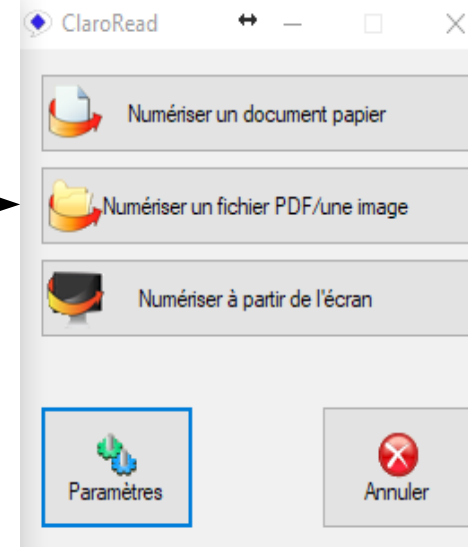 ClaroRead
Numériser un document papier
Numériser un fichier PDF/une image
Numériser à partir de l'écran
Paramètres
Annuler